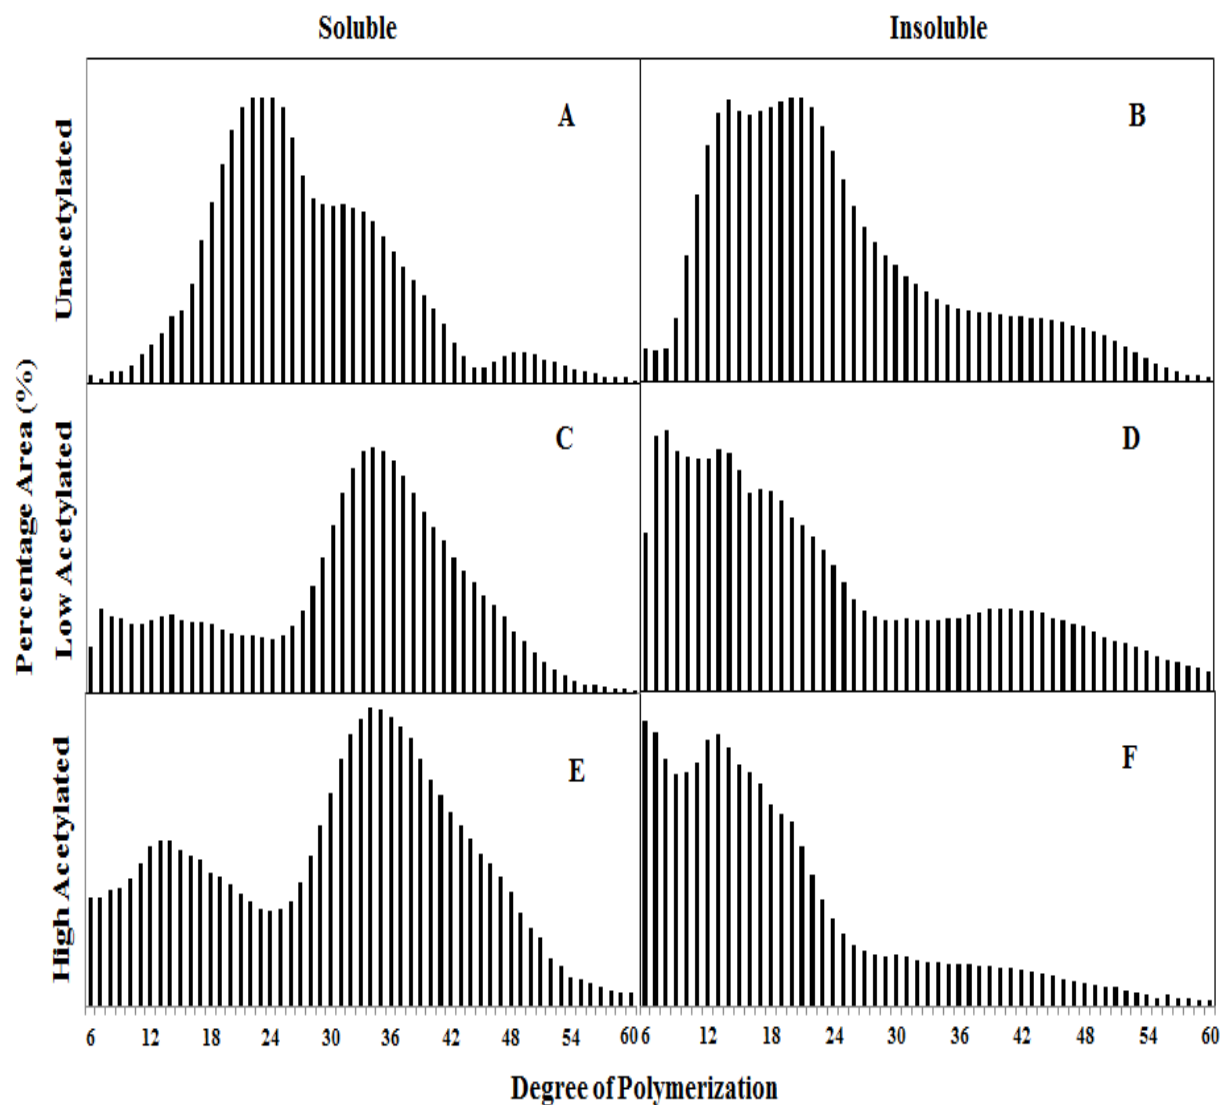 Soluble
Insoluble
Percentage Area (%)
Unacetylated
Low Acetylated
High Acetylated
A
B
C
D
E
F
6 12 18 24 30 36 42 48 54 60
6 12 18 24 30 36 42 48 54 60
Degree of Polymerization